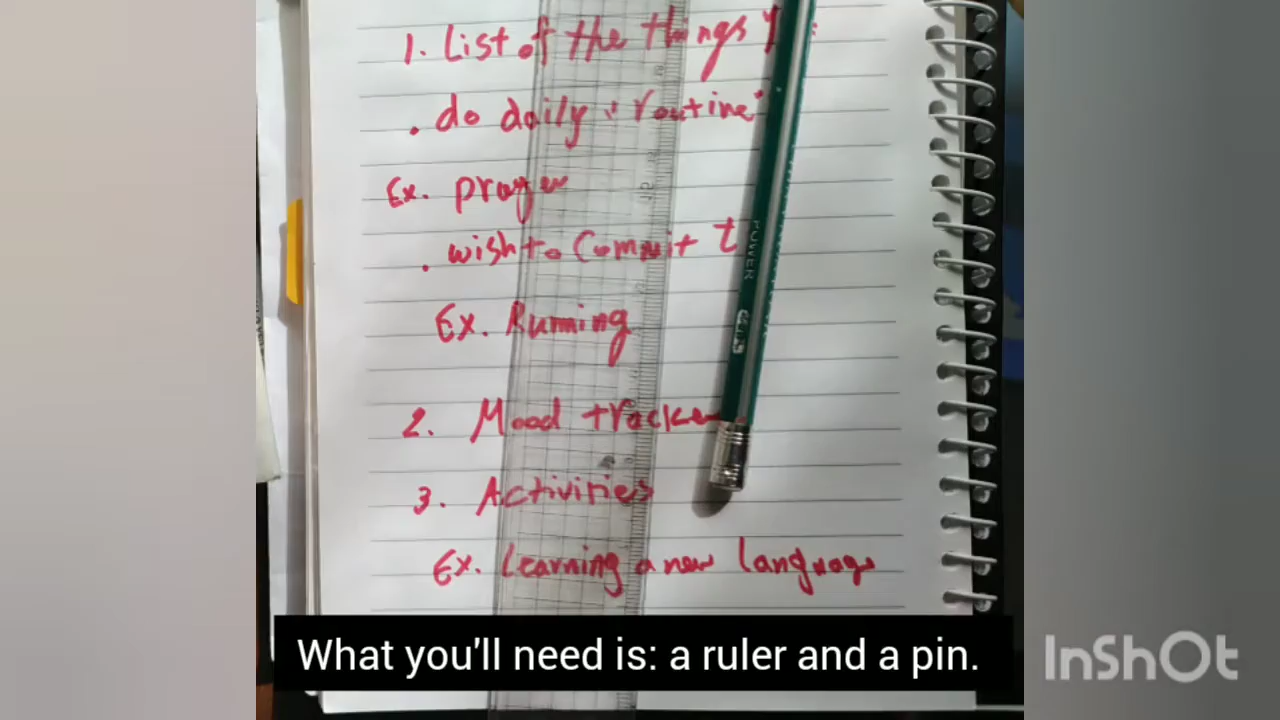 1. List of the things
. do daily "routine"
Ex. prayer
. wish to Commit t
Ex. Running
2. Mood tracker
3. Activities
Ex. Learning a new language
POWER
What you'll need is: a ruler and a pin.
InShOt